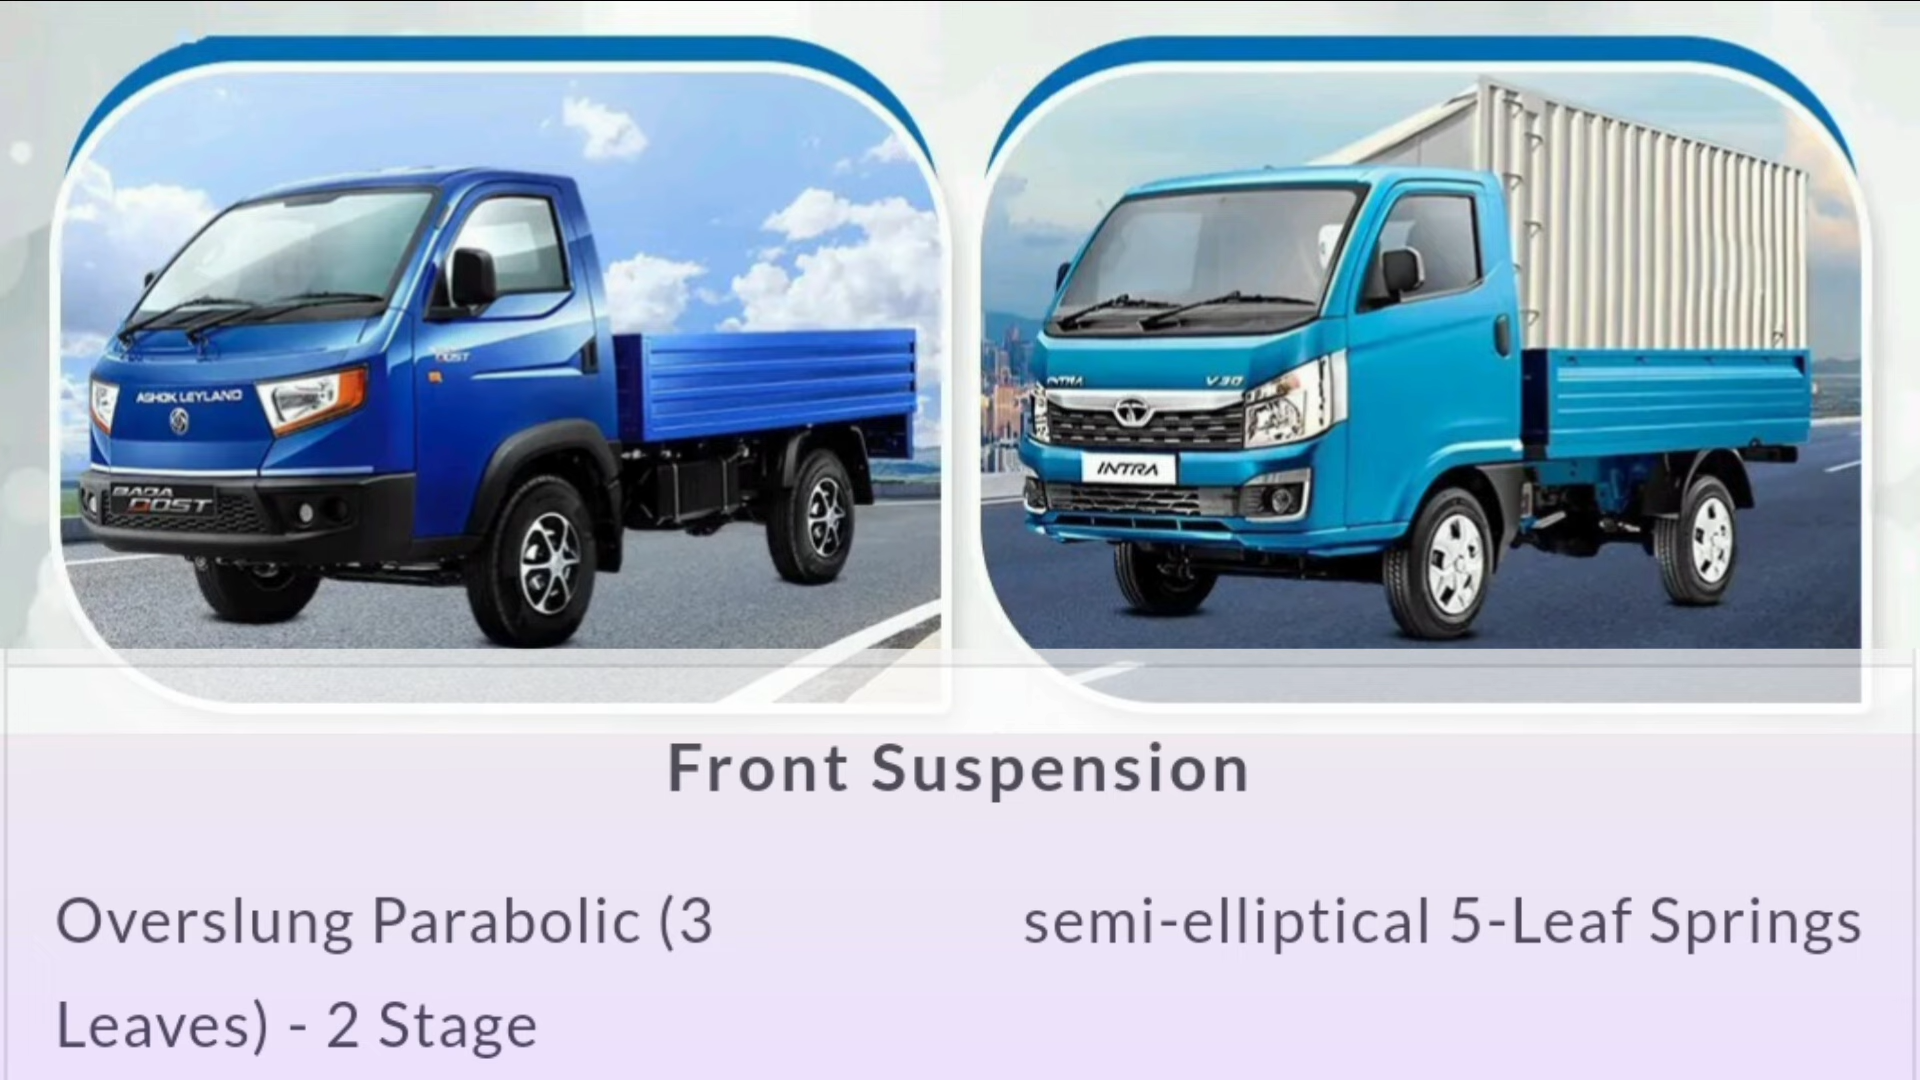 ASHOK LEYLAND
DOST
BADA
DOST
INTRA
V30
INTRA
Front Suspension
Overslung Parabolic (3
Leaves) - 2 Stage
semi-elliptical 5-Leaf Springs